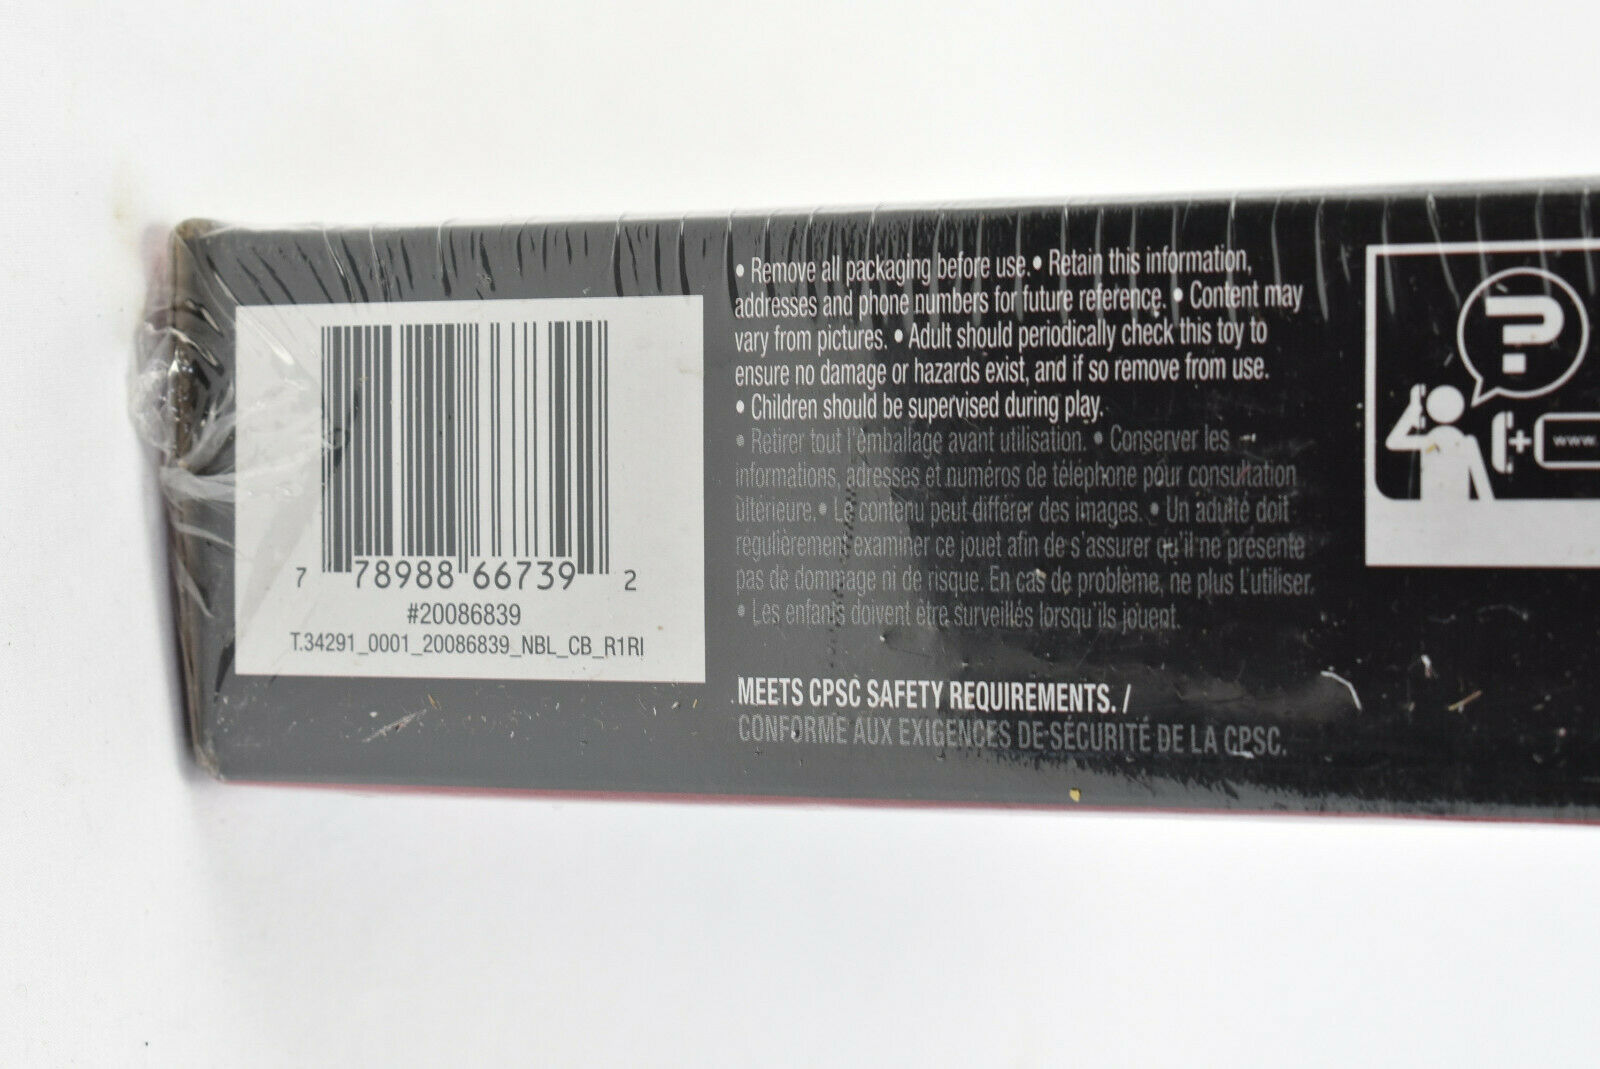 7 78988 66739 2
#20086839
T.34291_0001_20086839_NBL_CB_R1RI
• Remove all packaging before use. • Retain this information,
addresses and phone numbers for future reference. • Content may
vary from pictures. • Adult should periodically check this toy to
ensure no damage or hazards exist, and if so remove from use.
• Children should be supervised during play.
• Retirer tout l'emballage avant utilisation. • Conserver les
informations, adresses et numéros de téléphone pour consultation
ultérieure. • Le contenu peut différer des images. • Un adulte doit
régulièrement examiner ce jouet afin de s'assurer qu'il ne présente
pas de dommage ni de risque. En cas de problème, ne plus l'utiliser.
• Les enfants doivent être surveillés lorsqu'ils jouent.
MEETS CPSC SAFETY REQUIREMENTS. /
CONFORME AUX EXIGENCES DE SÉCURITÉ DE LA CPSC.
?
+ www.